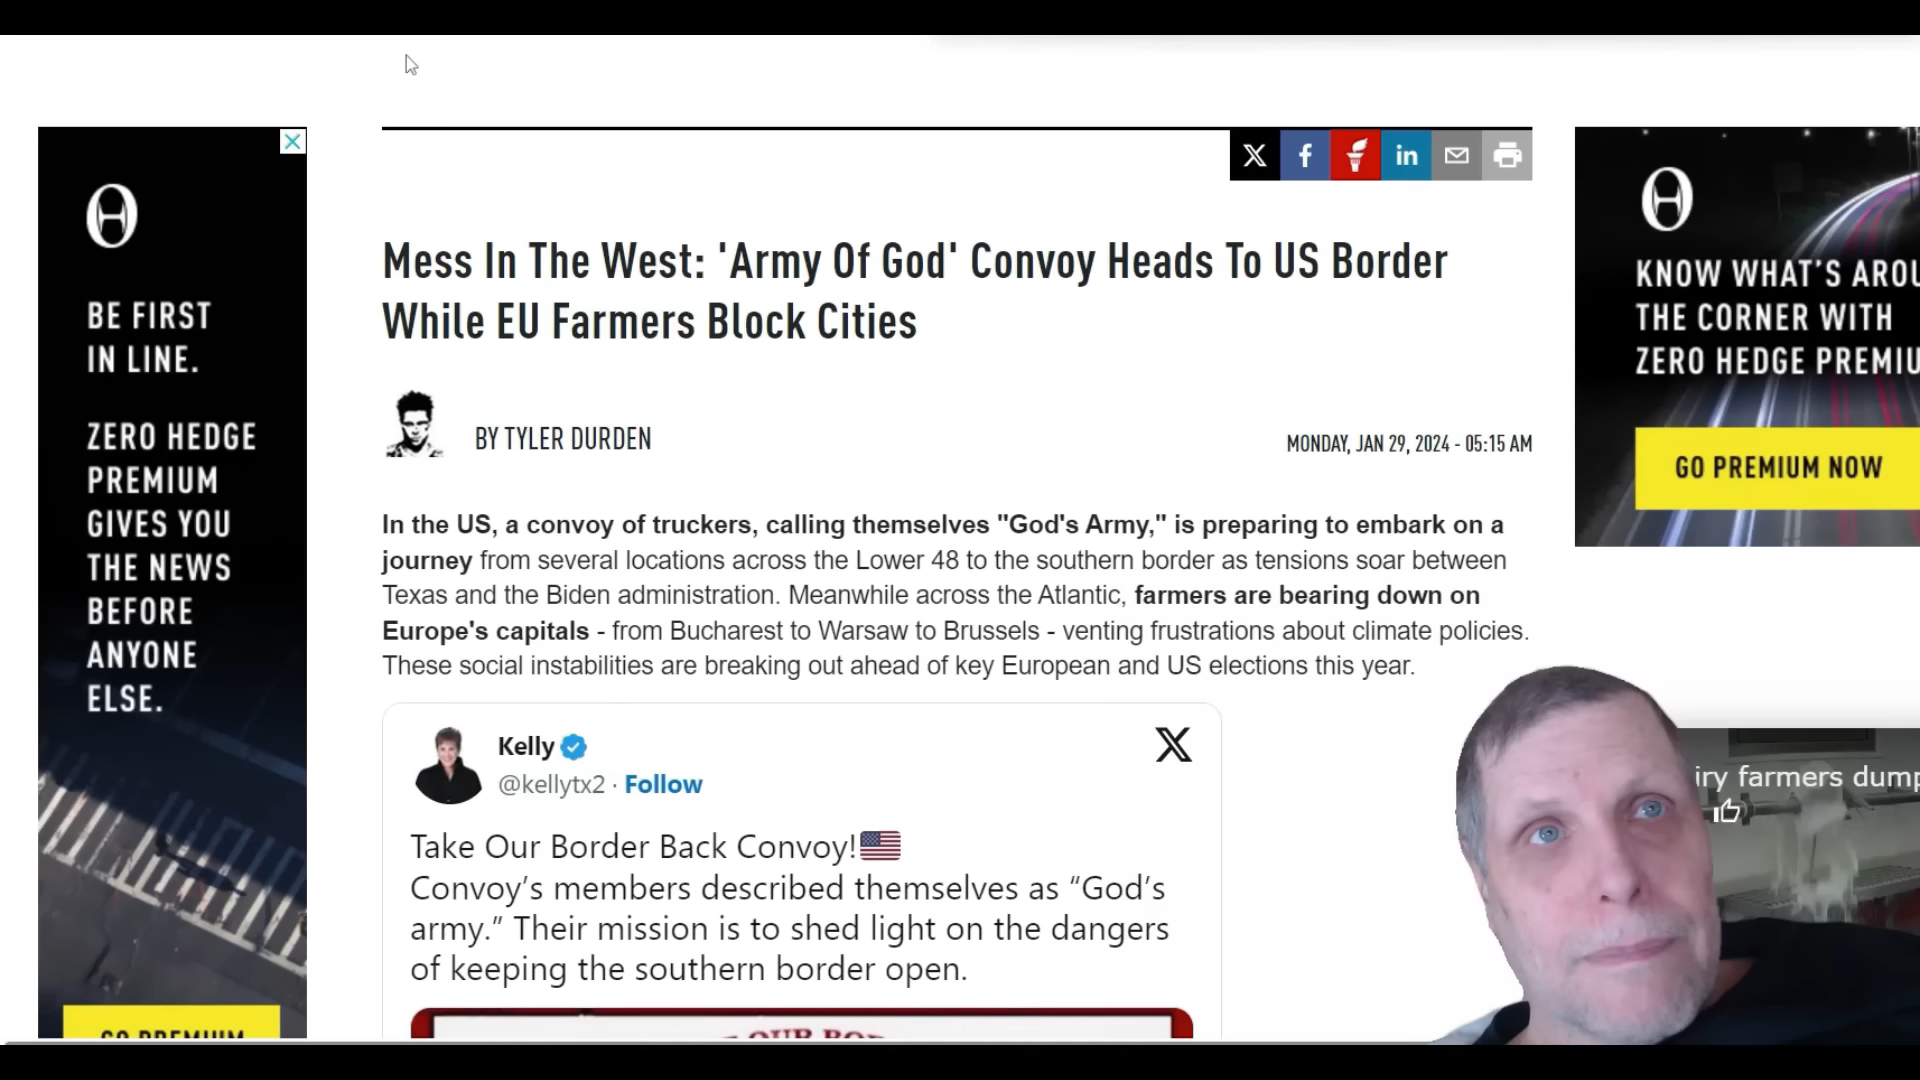 BE FIRST
IN LINE.
ZERO HEDGE
PREMIUM
GIVES YOU
THE NEWS
BEFORE
ANYONE
ELSE.
GO PREMIUM
Mess In The West: 'Army Of God' Convoy Heads To US Border
While EU Farmers Block Cities
BY TYLER DURDEN
MONDAY, JAN 29, 2024 - 05:15 AM
In the US, a convoy of truckers, calling themselves "God's Army," is preparing to embark on a
journey from several locations across the Lower 48 to the southern border as tensions soar between
Texas and the Biden administration. Meanwhile across the Atlantic, farmers are bearing down on
Europe's capitals - from Bucharest to Warsaw to Brussels - venting frustrations about climate policies.
These social instabilities are breaking out ahead of key European and US elections this year.
Kelly
@kellytx2 · Follow
Take Our Border Back Convoy!🇺🇸
Convoy’s members described themselves as “God’s
army.” Their mission is to shed light on the dangers
of keeping the southern border open.
OUR
KNOW WHAT'S
THE CORNER WITH
ZERO HEDGE
GO PREMIUM NOW
farmers